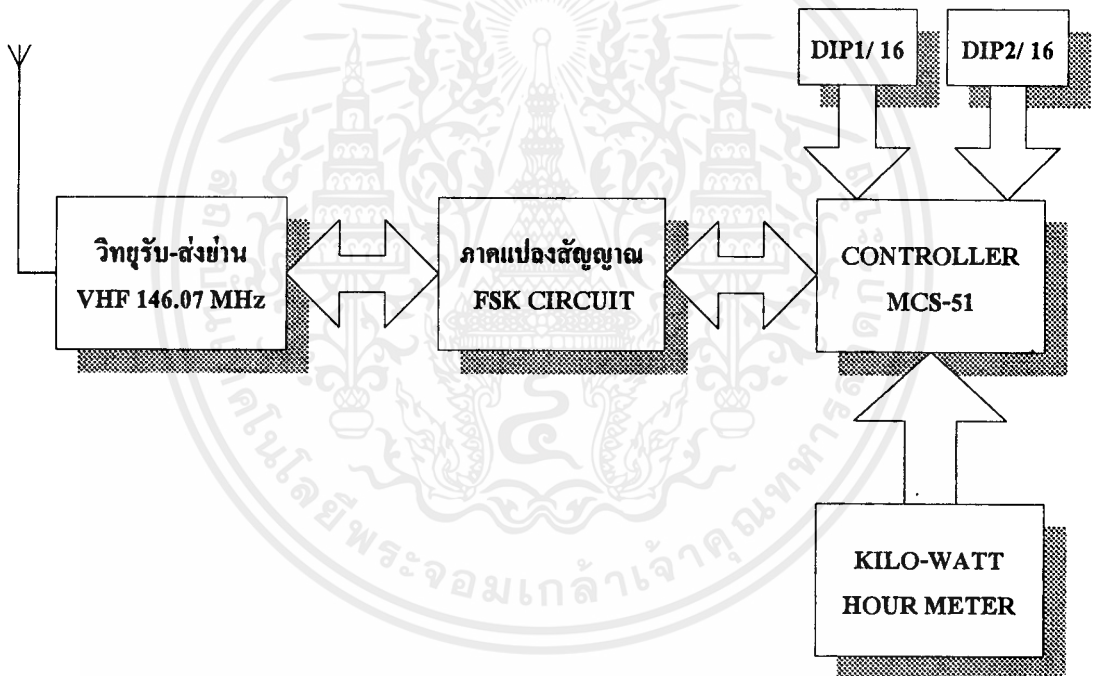 DIP1/ 16
DIP2/ 16
วิทยุรับ-ส่งย่าน
VHF 146.07 MHz
ภาคแปลงสัญญาณ
FSK CIRCUIT
CONTROLLER
MCS-51
KILO-WATT
HOUR METER